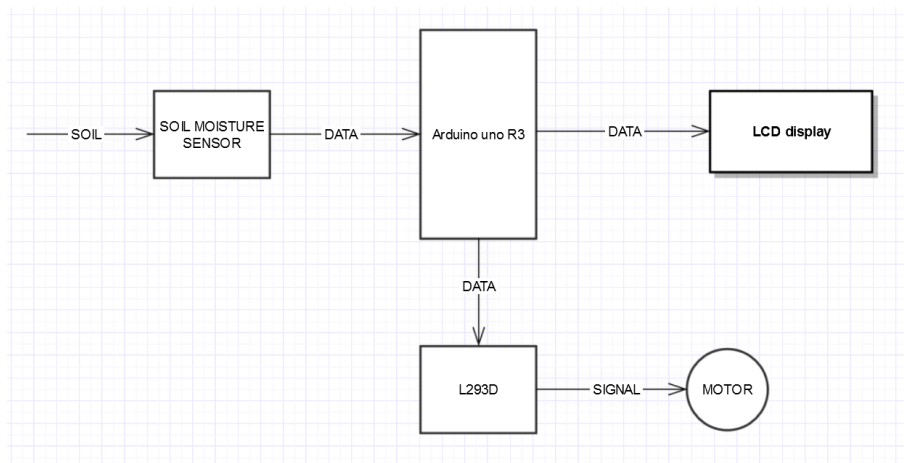 SOIL
SOIL MOISTURE
SENSOR
DATA
Arduino uno R3
DATA
LCD display
DATA
L293D
SIGNAL
MOTOR